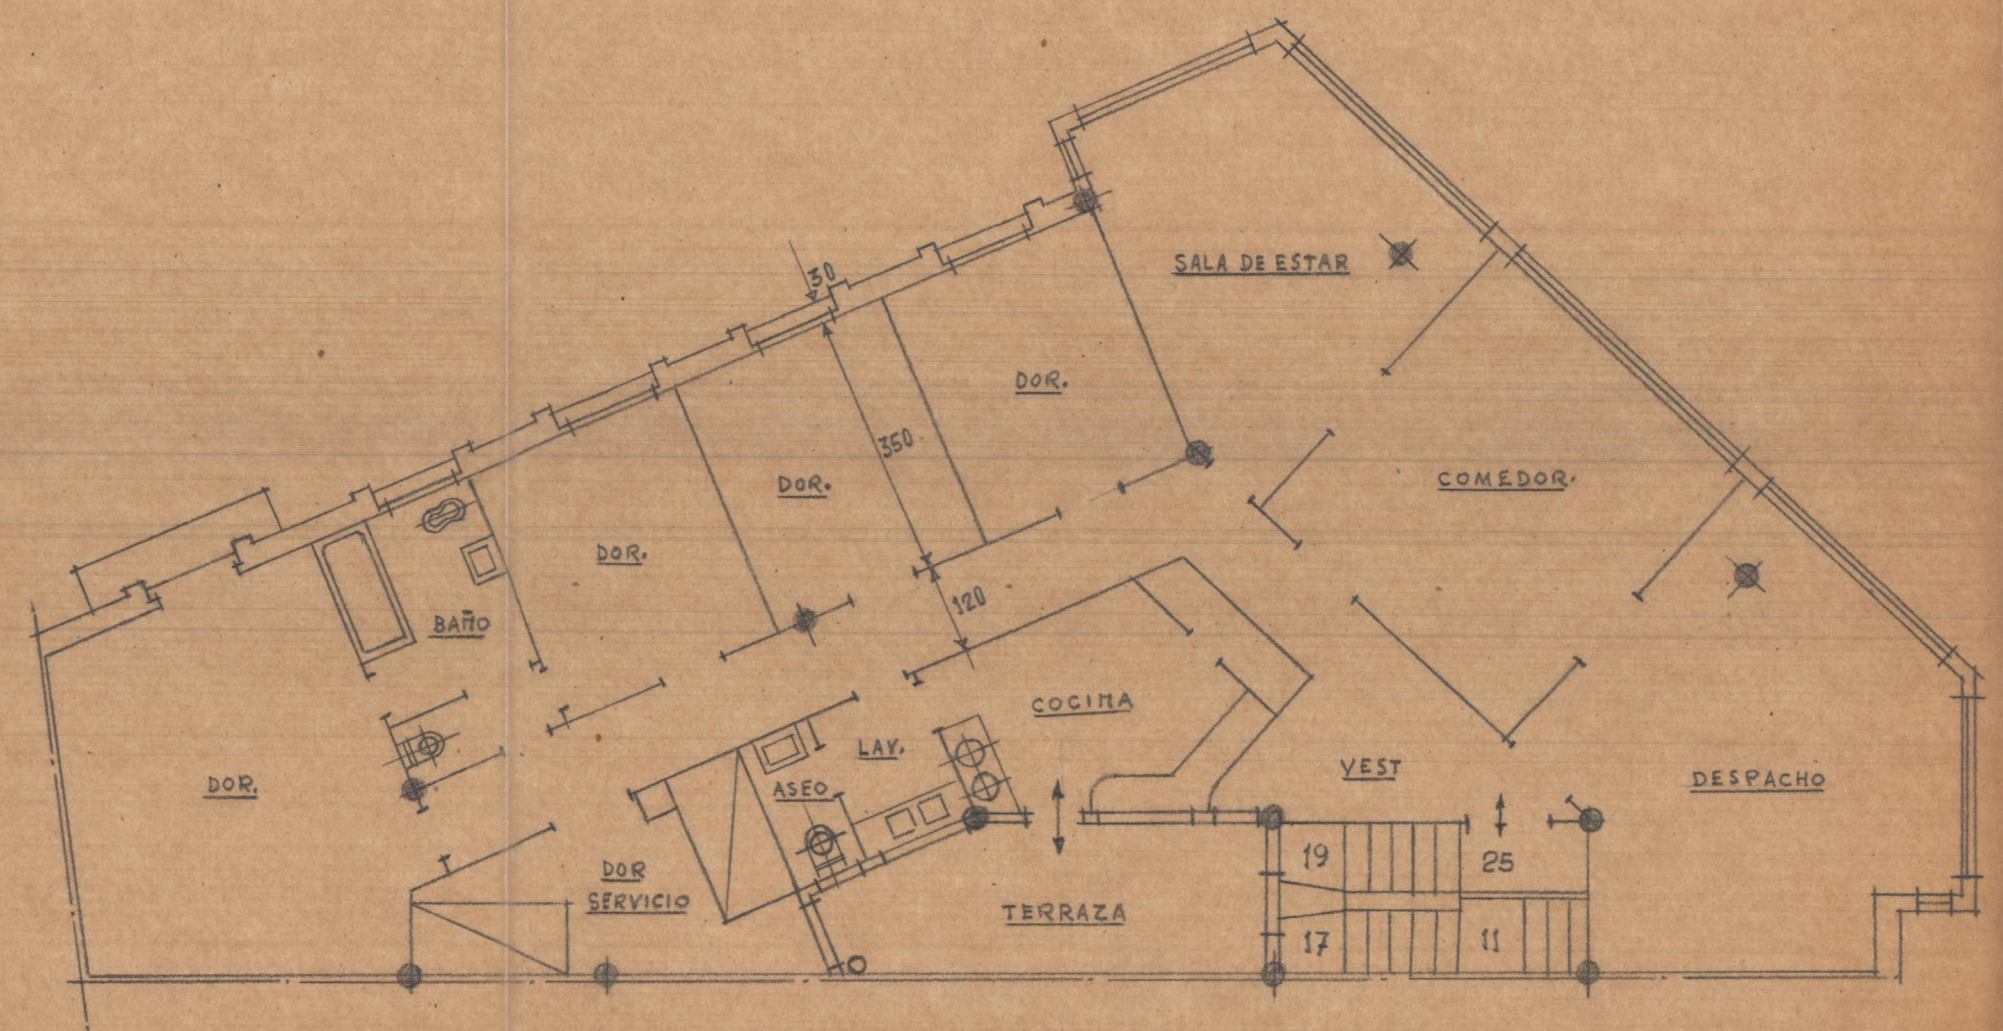 30
SALA DE ESTAR
DOR.
350
COMEDOR.
DOR.
DOR.
120
BAÑO
COCINA
LAV.
VEST
DESPACHO
DOR.
ASEO
19
25
DOR
SERVICIO
TERRAZA
17
11